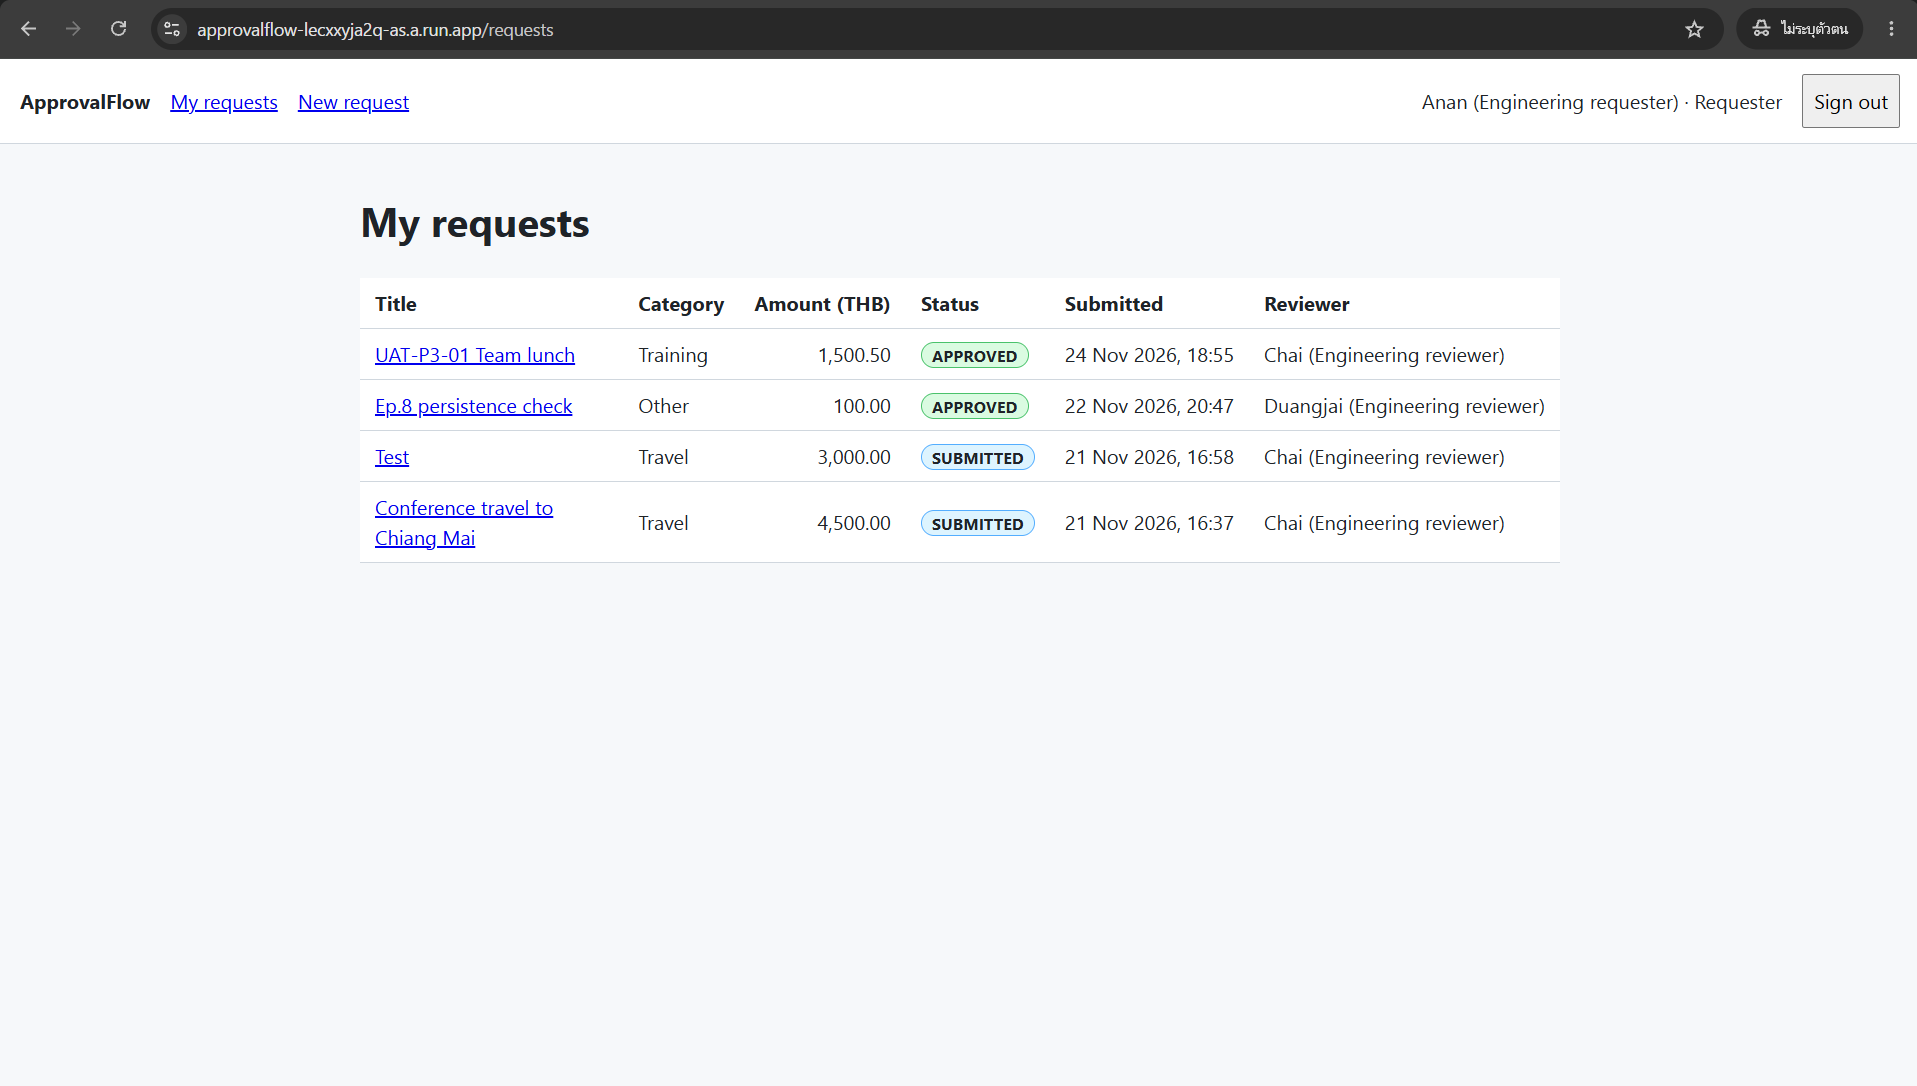 approvalflow-lecxxyja2q-as.a.run.app/requests ไม่ระบุตัวตน
ApprovalFlow My requests New request Anan (Engineering requester) · Requester Sign out
My requests
Title Category Amount (THB) Status Submitted Reviewer
UAT-P3-01 Team lunch Training 1,500.50 APPROVED 24 Nov 2026, 18:55 Chai (Engineering reviewer)
Ep.8 persistence check Other 100.00 APPROVED 22 Nov 2026, 20:47 Duangjai (Engineering reviewer)
Test Travel 3,000.00 SUBMITTED 21 Nov 2026, 16:58 Chai (Engineering reviewer)
Conference travel to
Chiang Mai Travel 4,500.00 SUBMITTED 21 Nov 2026, 16:37 Chai (Engineering reviewer)